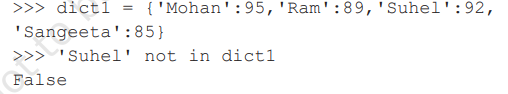 >>> dict1 = {'Mohan':95,'Ram':89,'Suhel':92,
'Sangeeta':85}
>>> 'Suhel' not in dict1
False